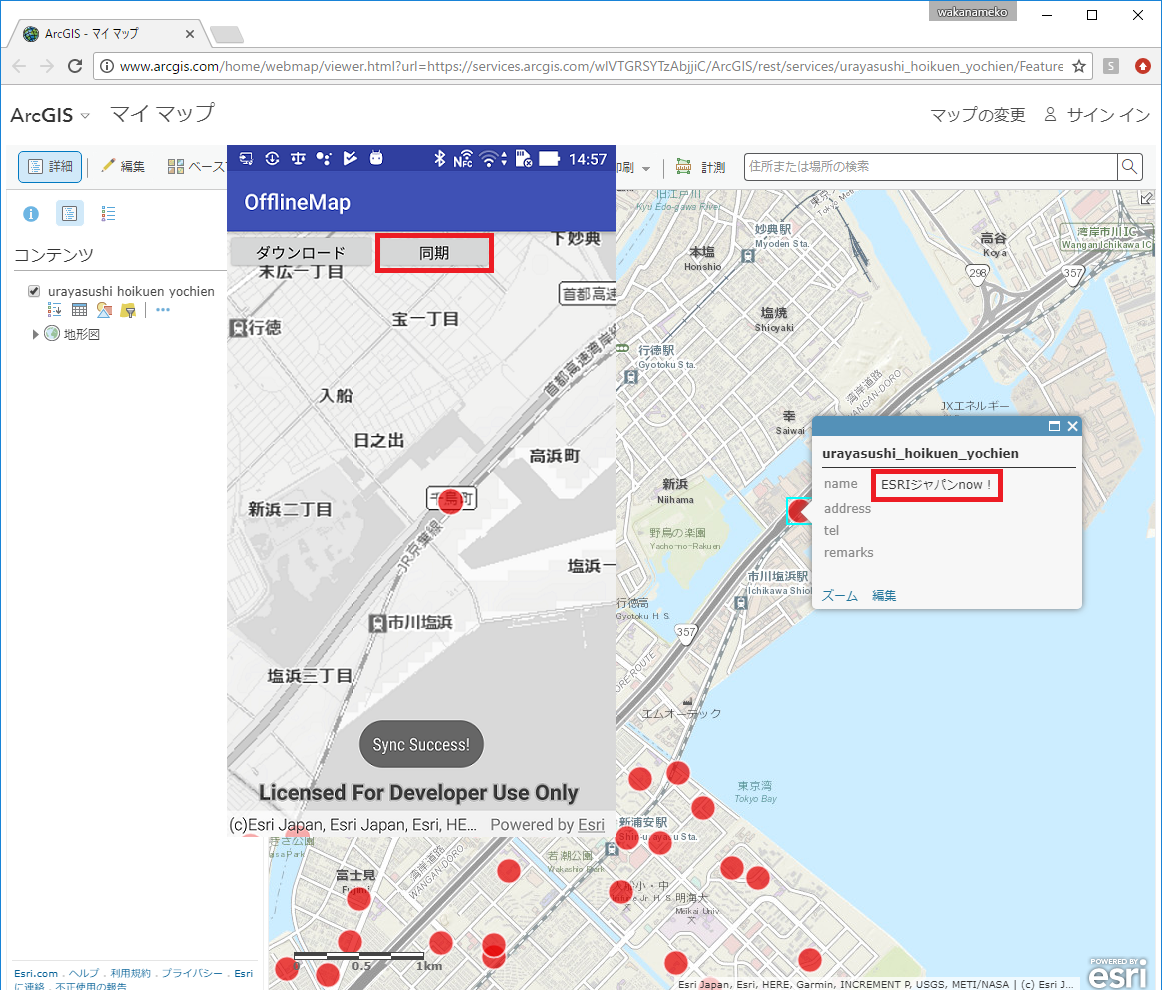 wakanameko
ArcGIS - マイ マップ
www.arcgis.com/home/webmap/viewer.html?url=https://services.arcgis.com/wlVTGRSYTzAbjjiC/ArcGIS/rest/services/urayasushi_hoikuen_yochien/Feature
S
ArcGIS
マイ マップ
マップの変更
サイン イン
詳細
編集
ベース
印刷
計測
住所または場所の検索
コンテンツ
urayasushi hoikuen yochien
地形図
14:57
OfflineMap
ダウンロード
同期
下妙典
末広一丁目
首都高速
行徳
宝一丁目
首都高速湾岸線
入船
日之出
高浜町
千鳥町
新浜二丁目
JR京葉線
塩浜一
市川塩浜
塩浜三丁目
Sync Success!
Licensed For Developer Use Only
(c)Esri Japan, Esri Japan, Esri, HE...
Powered by Esri
旧江戸川
Kyu Edo-gawa River
妙典駅
Myoden Sta.
本塩
Honshio
高谷
Koya
湾岸市川IC
Wangan Ichikawa IC
298
357
塩焼
Shioyaki
行徳駅
Gyotoku Sta.
湾岸道路
WANGAN-DORO
JXエネルギー
幸
Saiwai
新浜
Niihama
野鳥の楽園
Yacho-no-Rakuen
urayasushi_hoikuen_yochien
name
ESRIジャパンnow！
address
tel
remarks
ズーム
編集
市川塩浜駅
Ichikawa Shio
行徳高
Gyotoku H. S.
357
エムオーテック
東京湾
Tokyo Bay
新浦安駅
Shin-urayasu Sta.
若潮公園
Wakashio Park
湾岸道路
WANGAN-DORO
富士見
Fujimi
入船小・中
Irifune Jr. H. S.
明海大
Meikai Univ.
0
0.5
1km
Esri.com . ヘルプ . 利用規約 . プライバシー . Esri
に連絡 . 不正使用の報告
Esri Japan, Esri, HERE, Garmin, INCREMENT P, USGS, METI/NASA | (c) Esri J...
POWERED BY
esri